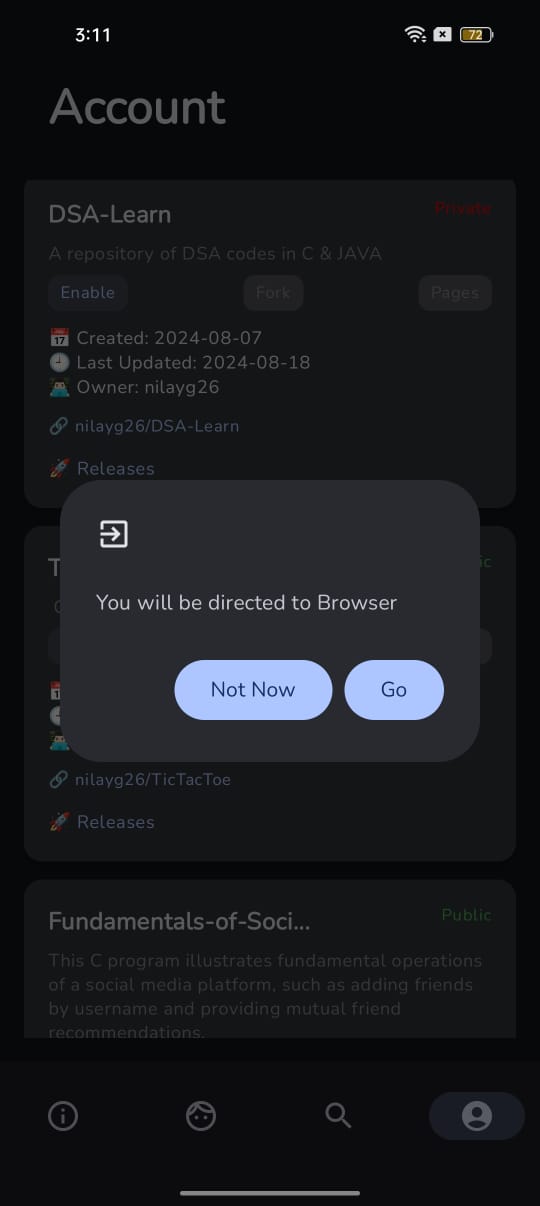 3:11
72
Account
DSA-Learn
Private
A repository of DSA codes in C & JAVA
Enable
Fork
Pages
📅 Created: 2024-08-07
🕘 Last Updated: 2024-08-18
👨‍💻 Owner: nilayg26
🔗 nilayg26/DSA-Learn
🚀 Releases
You will be directed to Browser
Not Now
Go
🔗 nilayg26/TicTacToe
🚀 Releases
Fundamentals-of-Soci...
Public
This C program illustrates fundamental operations
of a social media platform, such as adding friends
by username and providing mutual friend
recommendations.